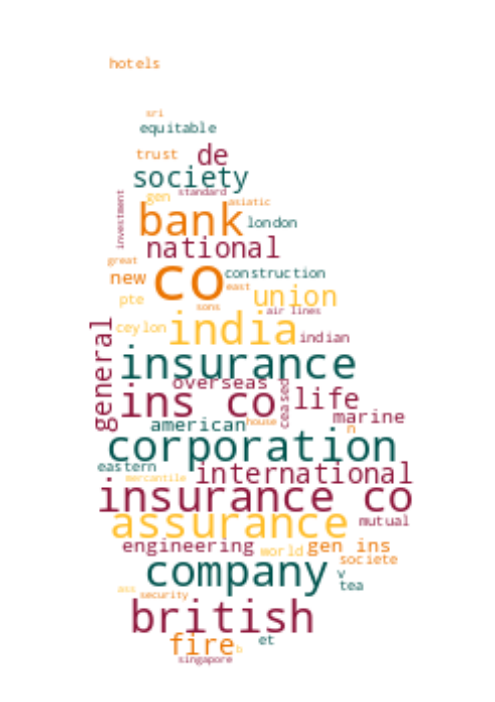 hotels
sri
equitable
trust de
society
standard
gen asiatic
investment
bank london
national
great
co construction
new east
pte union
sons air lines
ceylon india indian
general
insurance
overseas ceased
ins co life
marine
american house n
corporation
eastern international
mercantile
insurance co
assurance mutual
engineering world gen ins
societe
company v
tea
ass security
british
fire b et
singapore